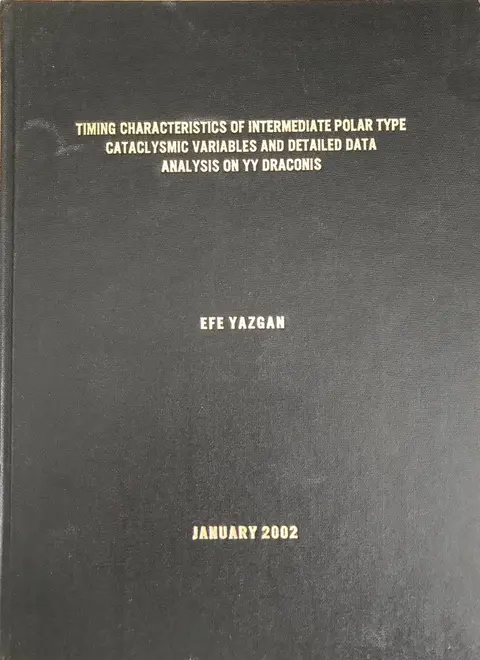 TIMING CHARACTERISTICS OF INTERMEDIATE POLAR TYPE
CATACLYSMIC VARIABLES AND DETAILED DATA
ANALYSIS ON YY DRACONIS
EFE YAZGAN
JANUARY 2002